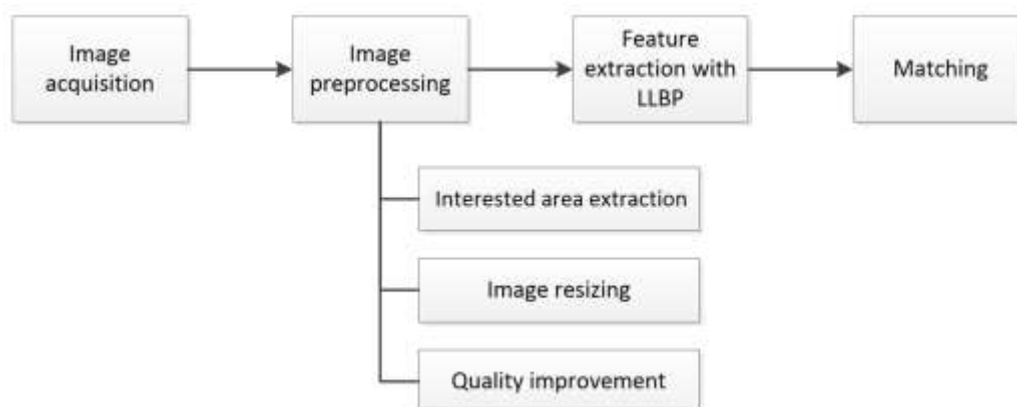 Image
acquisition
Image
preprocessing
Feature
extraction with
LLBP
Matching
Interested area extraction
Image resizing
Quality improvement